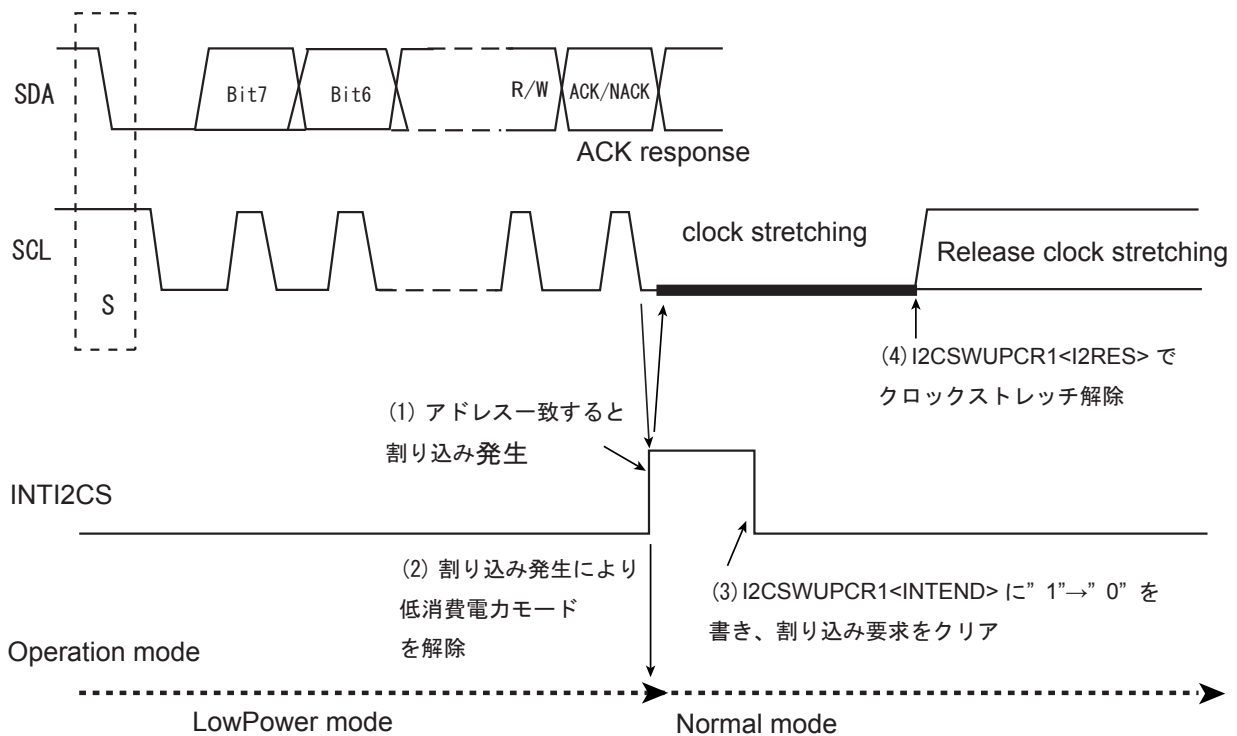 SDA
Bit7
Bit6
R/W
ACK/NACK
ACK response
SCL
clock stretching
Release clock stretching
S
(4) I2CSWUPCR1<I2RES> で
クロックストレッチ解除
(1) アドレス一致すると
割り込み発生
INTI2CS
(2) 割り込み発生により
低消費電力モード
を解除
(3) I2CSWUPCR1<INTEND> に” 1”→” 0” を
書き、割り込み要求をクリア
Operation mode
LowPower mode
Normal mode